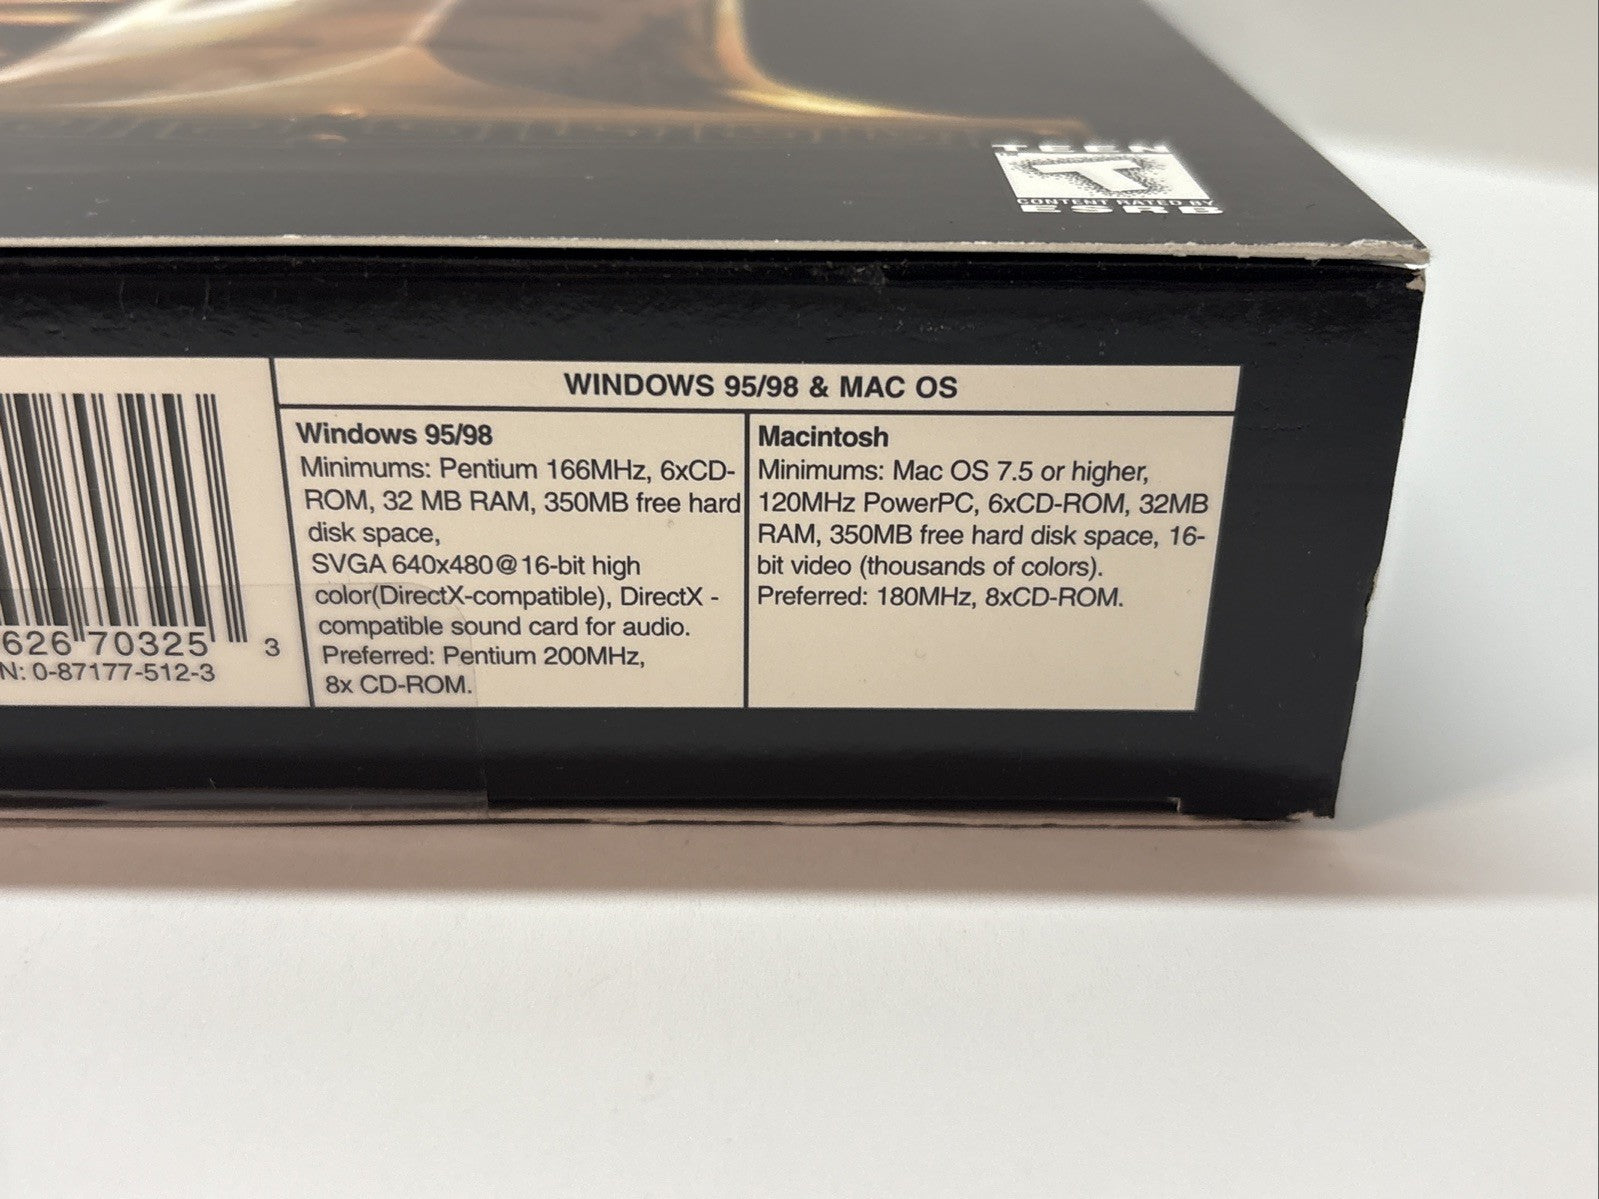 TEEN
T
CONTENT RATED BY
ESRB
WINDOWS 95/98 & MAC OS
Windows 95/98
Minimums: Pentium 166MHz, 6xCD-
ROM, 32 MB RAM, 350MB free hard
disk space,
SVGA 640x480@16-bit high
color(DirectX-compatible), DirectX -
compatible sound card for audio.
Preferred: Pentium 200MHz,
8x CD-ROM.
Macintosh
Minimums: Mac OS 7.5 or higher,
120MHz PowerPC, 6xCD-ROM, 32MB
RAM, 350MB free hard disk space, 16-
bit video (thousands of colors).
Preferred: 180MHz, 8xCD-ROM.
626 70325 3
N: 0-87177-512-3